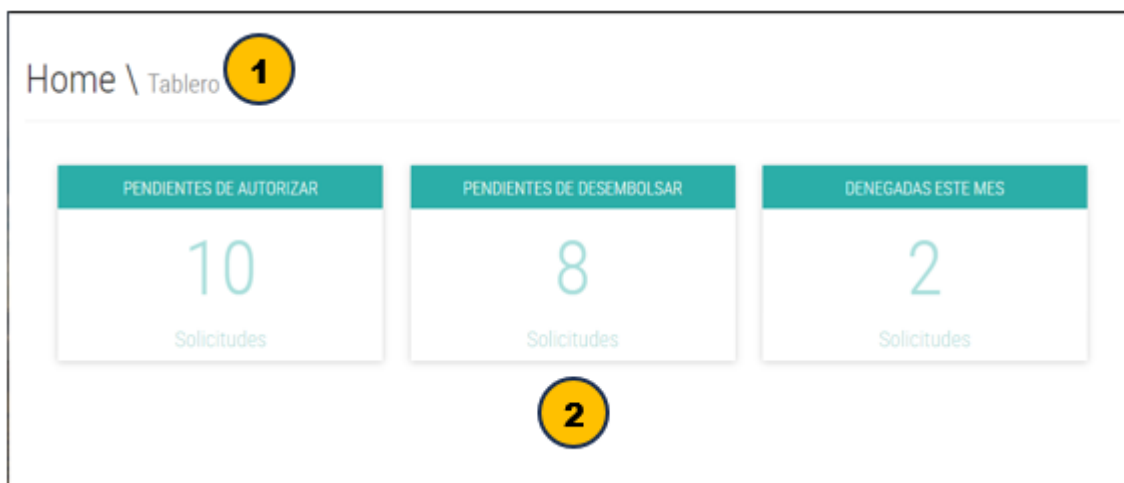 Home \ Tablero 1
PENDIENTES DE AUTORIZAR
10
Solicitudes
PENDIENTES DE DESEMBOLSAR
8
Solicitudes
DENEGADAS ESTE MES
2
Solicitudes
2